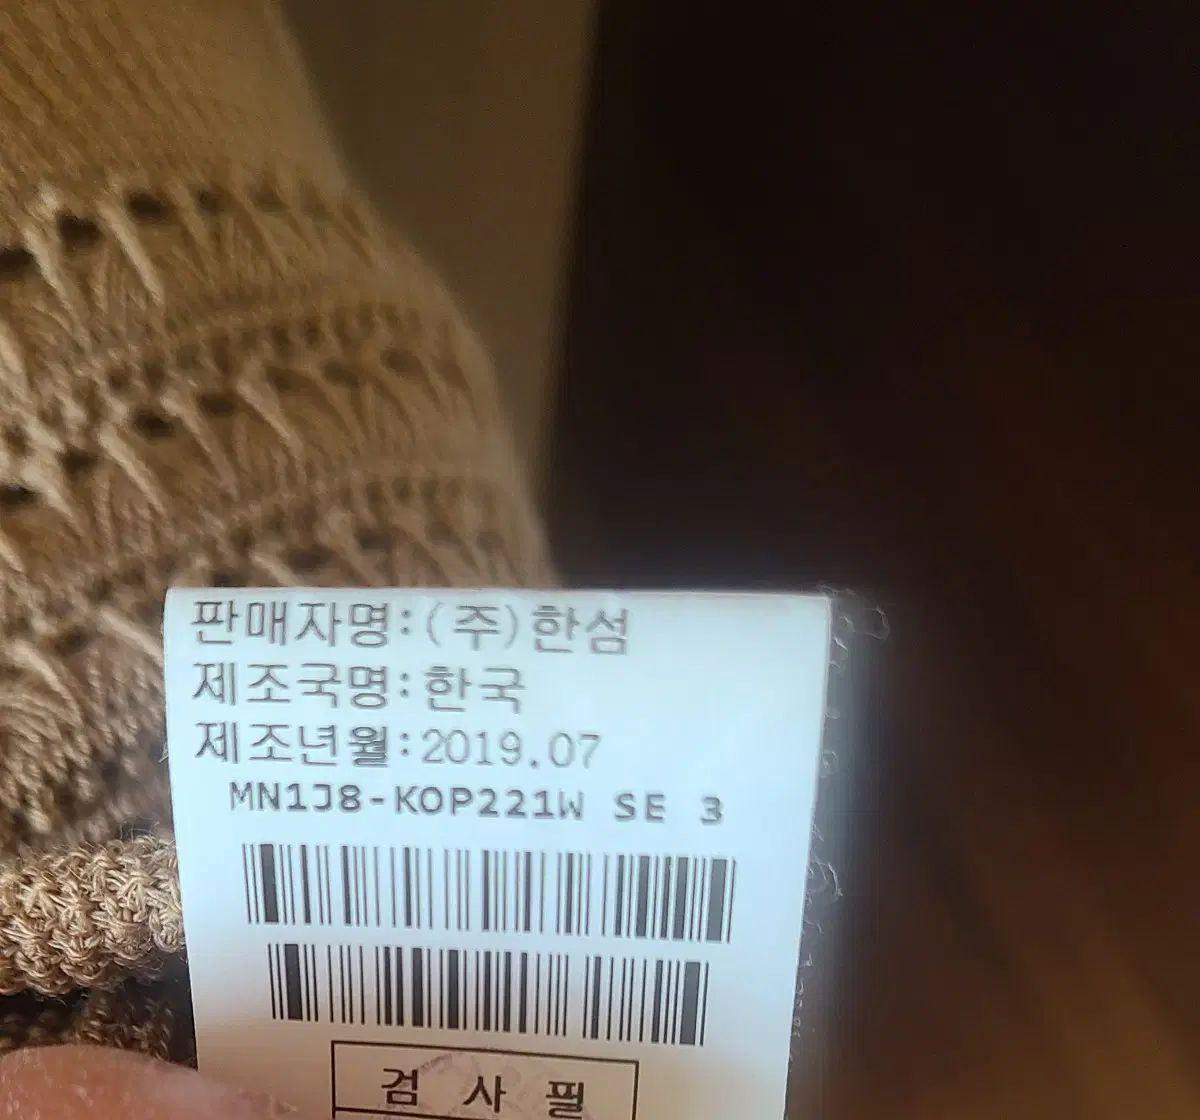 판매자명:(주)한섬
제조국명:한국
제조년월:2019.07
MN1J8-KOP221W SE 3
검 사 필